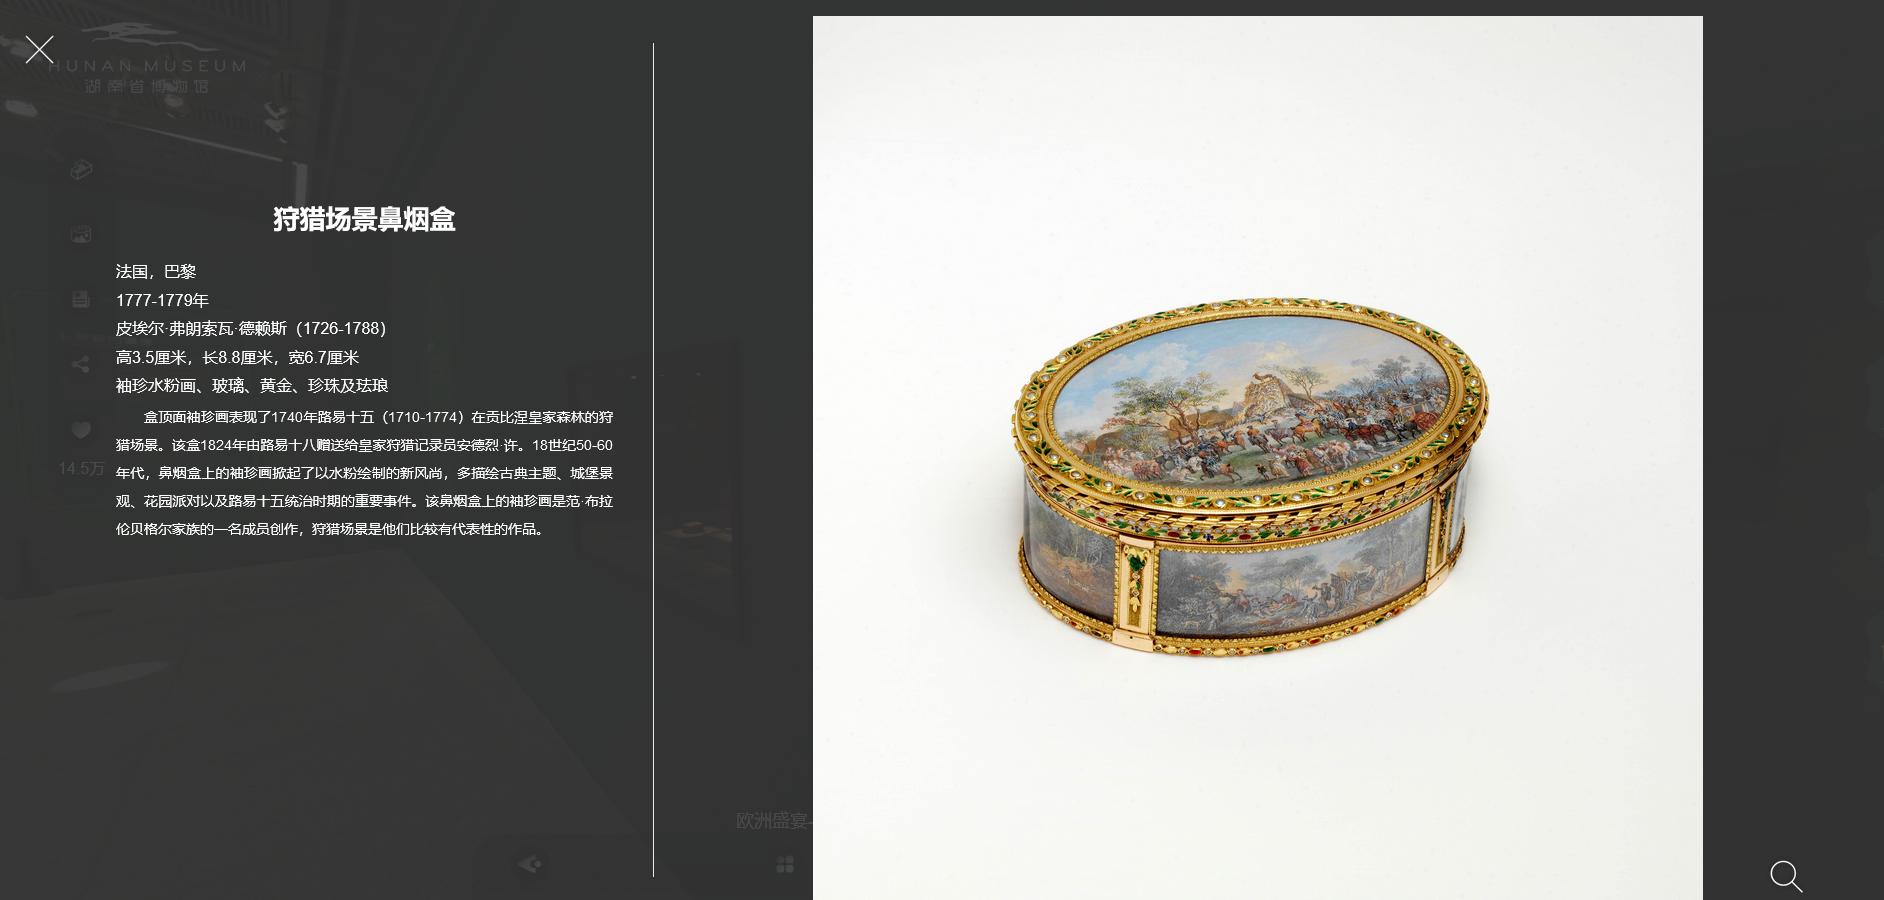 HUNAN MUSEUM
湖南省博物馆
狩猎场景鼻烟盒
法国，巴黎
1777-1779年
皮埃尔·弗朗索瓦·德赖斯（1726-1788）
高3.5厘米，长8.8厘米，宽6.7厘米
袖珍水粉画、玻璃、黄金、珍珠及珐琅
盒顶面袖珍画表现了1740年路易十五（1710-1774）在贡比涅皇家森林的狩
猎场景。该盒1824年由路易十八赠送给皇家狩猎记录员安德烈·许。18世纪50-60
年代，鼻烟盒上的袖珍画掀起了以水粉绘制的新风尚，多描绘古典主题、城堡景
观、花园派对以及路易十五统治时期的重要事件。该鼻烟盒上的袖珍画是范·布拉
伦贝格尔家族的一名成员创作，狩猎场景是他们比较有代表性的作品。
14.5万
欧洲盛宴-